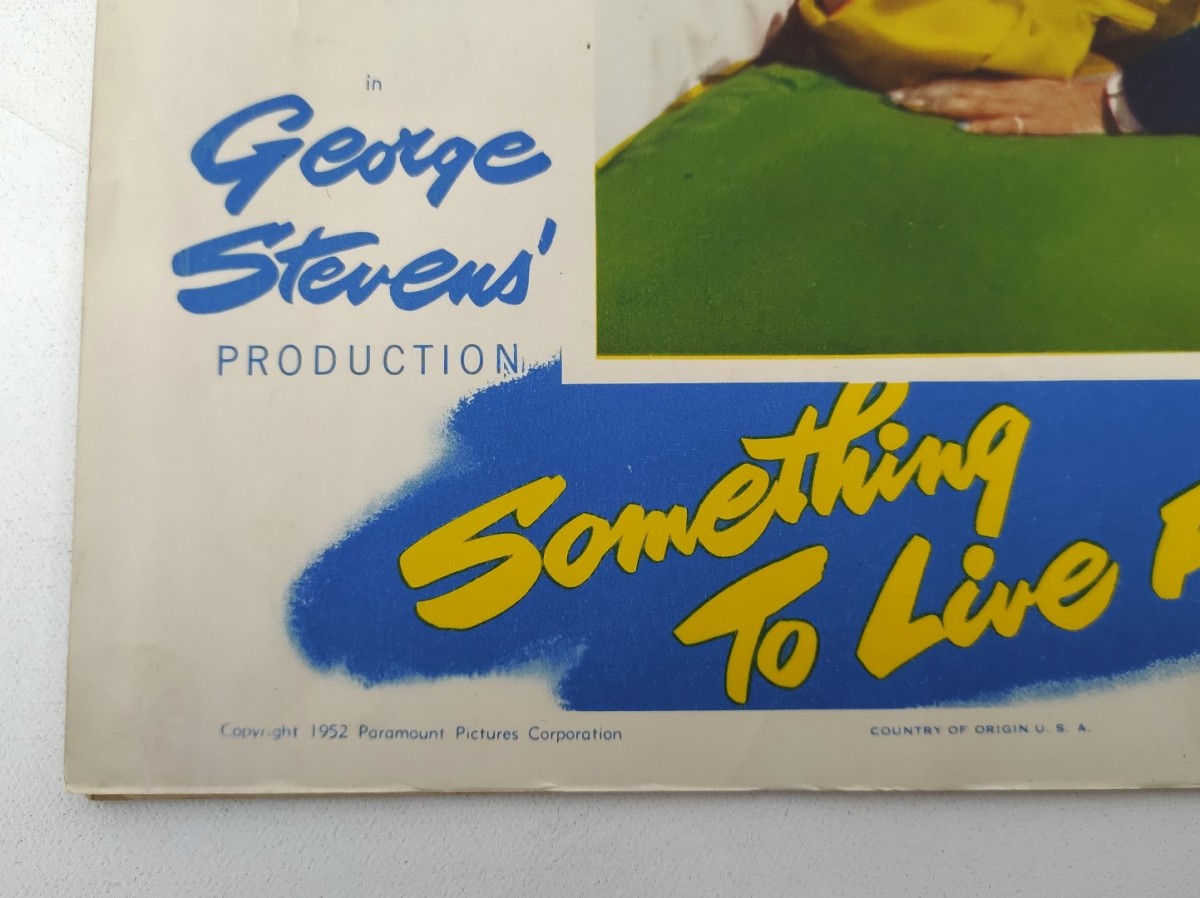 in
George
Stevens'
PRODUCTION
Something
To Live
Copyright 1952 Paramount Pictures Corporation
COUNTRY OF ORIGIN U. S. A.